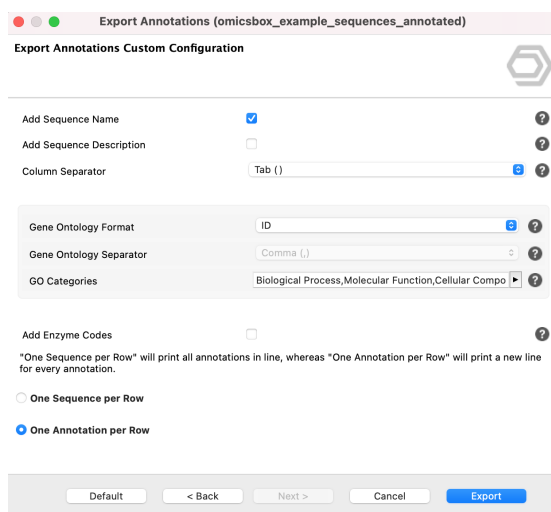 Export Annotations (omicsbox_example_sequences_annotated)
Export Annotations Custom Configuration
Add Sequence Name ?
Add Sequence Description ?
Column Separator Tab ( ) ?
Gene Ontology Format ID ?
Gene Ontology Separator Comma (,) ?
GO Categories Biological Process,Molecular Function,Cellular Compo ?
Add Enzyme Codes ?
"One Sequence per Row" will print all annotations in line, whereas "One Annotation per Row" will print a new line
for every annotation.
One Sequence per Row
One Annotation per Row
Default < Back Next > Cancel Export